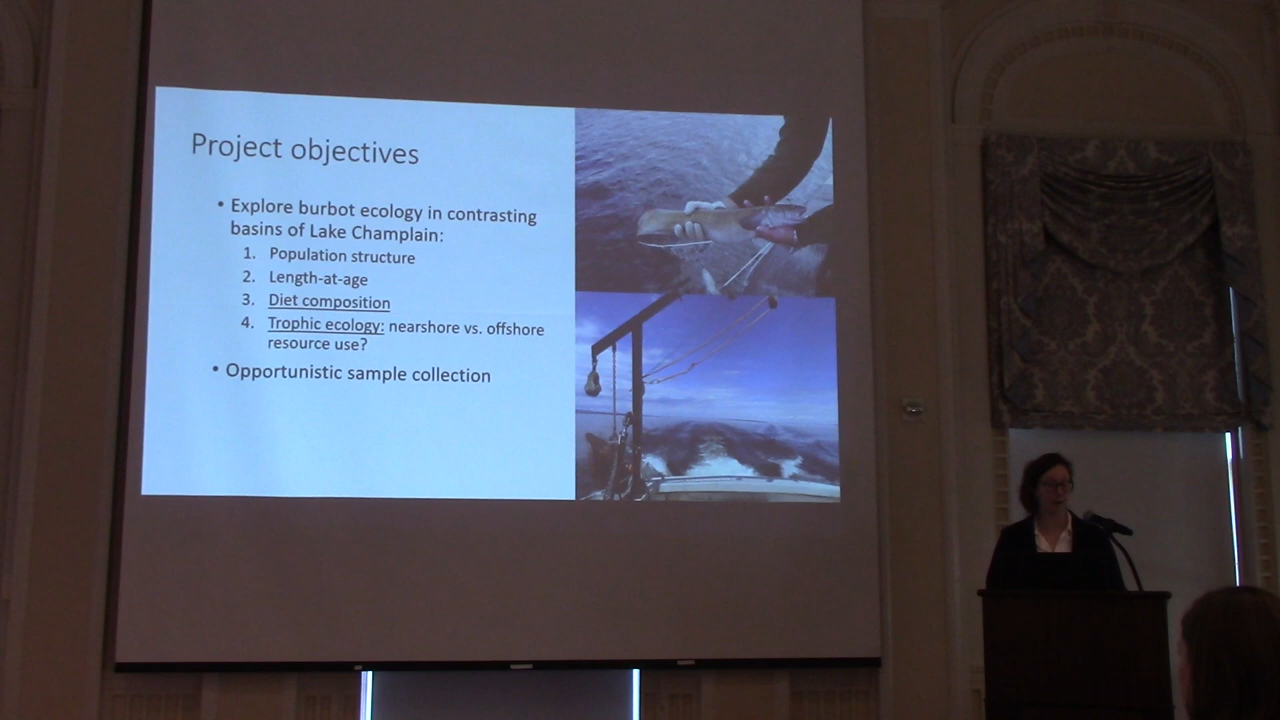 Project objectives
• Explore burbot ecology in contrasting
basins of Lake Champlain:
1. Population structure
2. Length-at-age
3. Diet composition
4. Trophic ecology: nearshore vs. offshore
resource use?
• Opportunistic sample collection